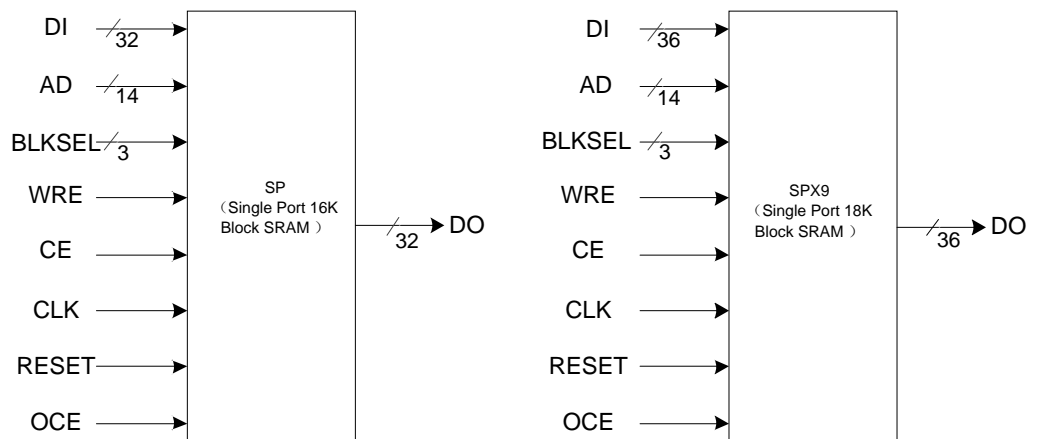 DI 32
AD 14
BLKSEL 3
WRE
CE
CLK
RESET
OCE
SP
（Single Port 16K
Block SRAM ）
32 DO
DI 36
AD 14
BLKSEL 3
WRE
CE
CLK
RESET
OCE
SPX9
（Single Port 18K
Block SRAM ）
36 DO